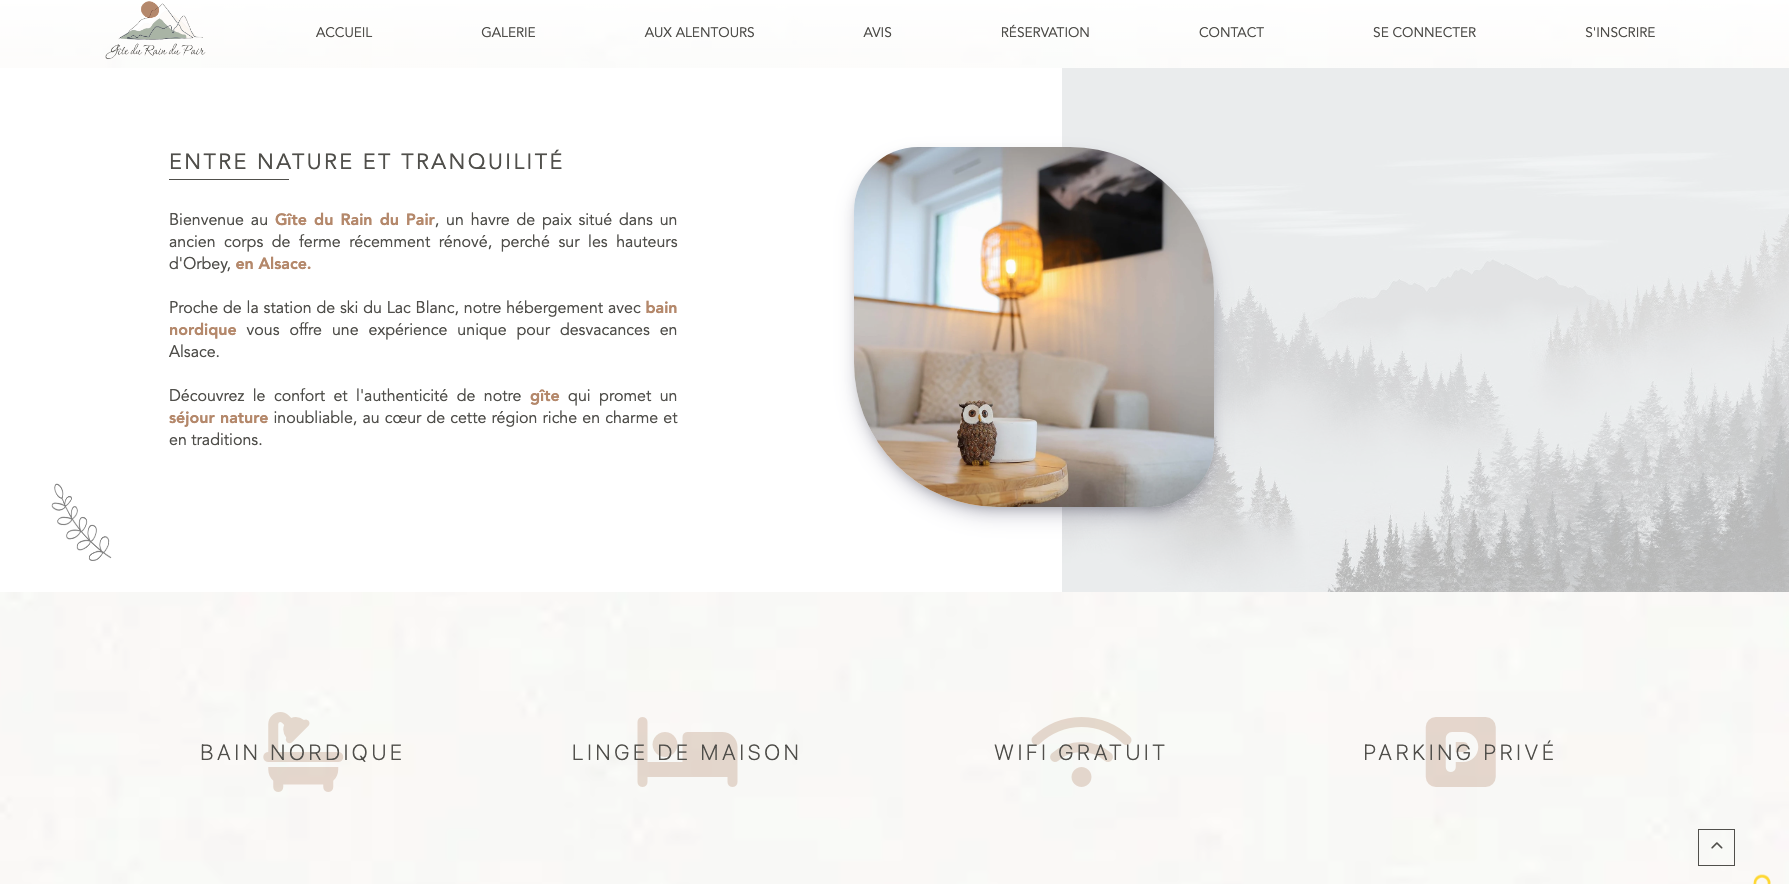 Gîte du Rain du Pair
ACCUEIL
GALERIE
AUX ALENTOURS
AVIS
RÉSERVATION
CONTACT
SE CONNECTER
S'INSCRIRE
ENTRE NATURE ET TRANQUILITÉ
Bienvenue au Gîte du Rain du Pair, un havre de paix situé dans un
ancien corps de ferme récemment rénové, perché sur les hauteurs
d'Orbey, en Alsace.
Proche de la station de ski du Lac Blanc, notre hébergement avec bain
nordique vous offre une expérience unique pour desvacances en
Alsace.
Découvrez le confort et l'authenticité de notre gîte qui promet un
séjour nature inoubliable, au cœur de cette région riche en charme et
en traditions.
BAIN NORDIQUE
LINGE DE MAISON
WIFI GRATUIT
PARKING PRIVÉ